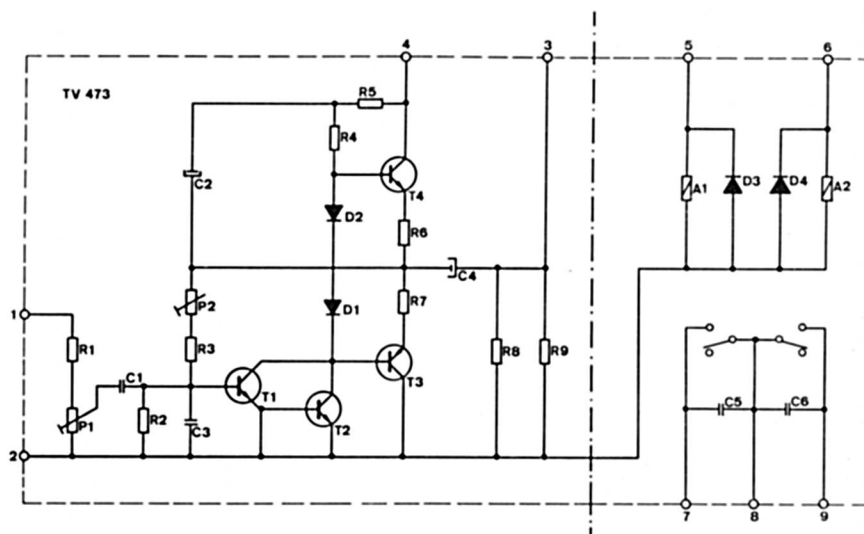 4 3 5 6
TV 473
R5
R4
C2
T4
D2
R6
A1 D3 D4 A2
C4
P2
D1
R7
1
R1
R3
R8 R9
C1
T1
T3
P1
R2
C3
T2
C5 C6
2
7 8 9